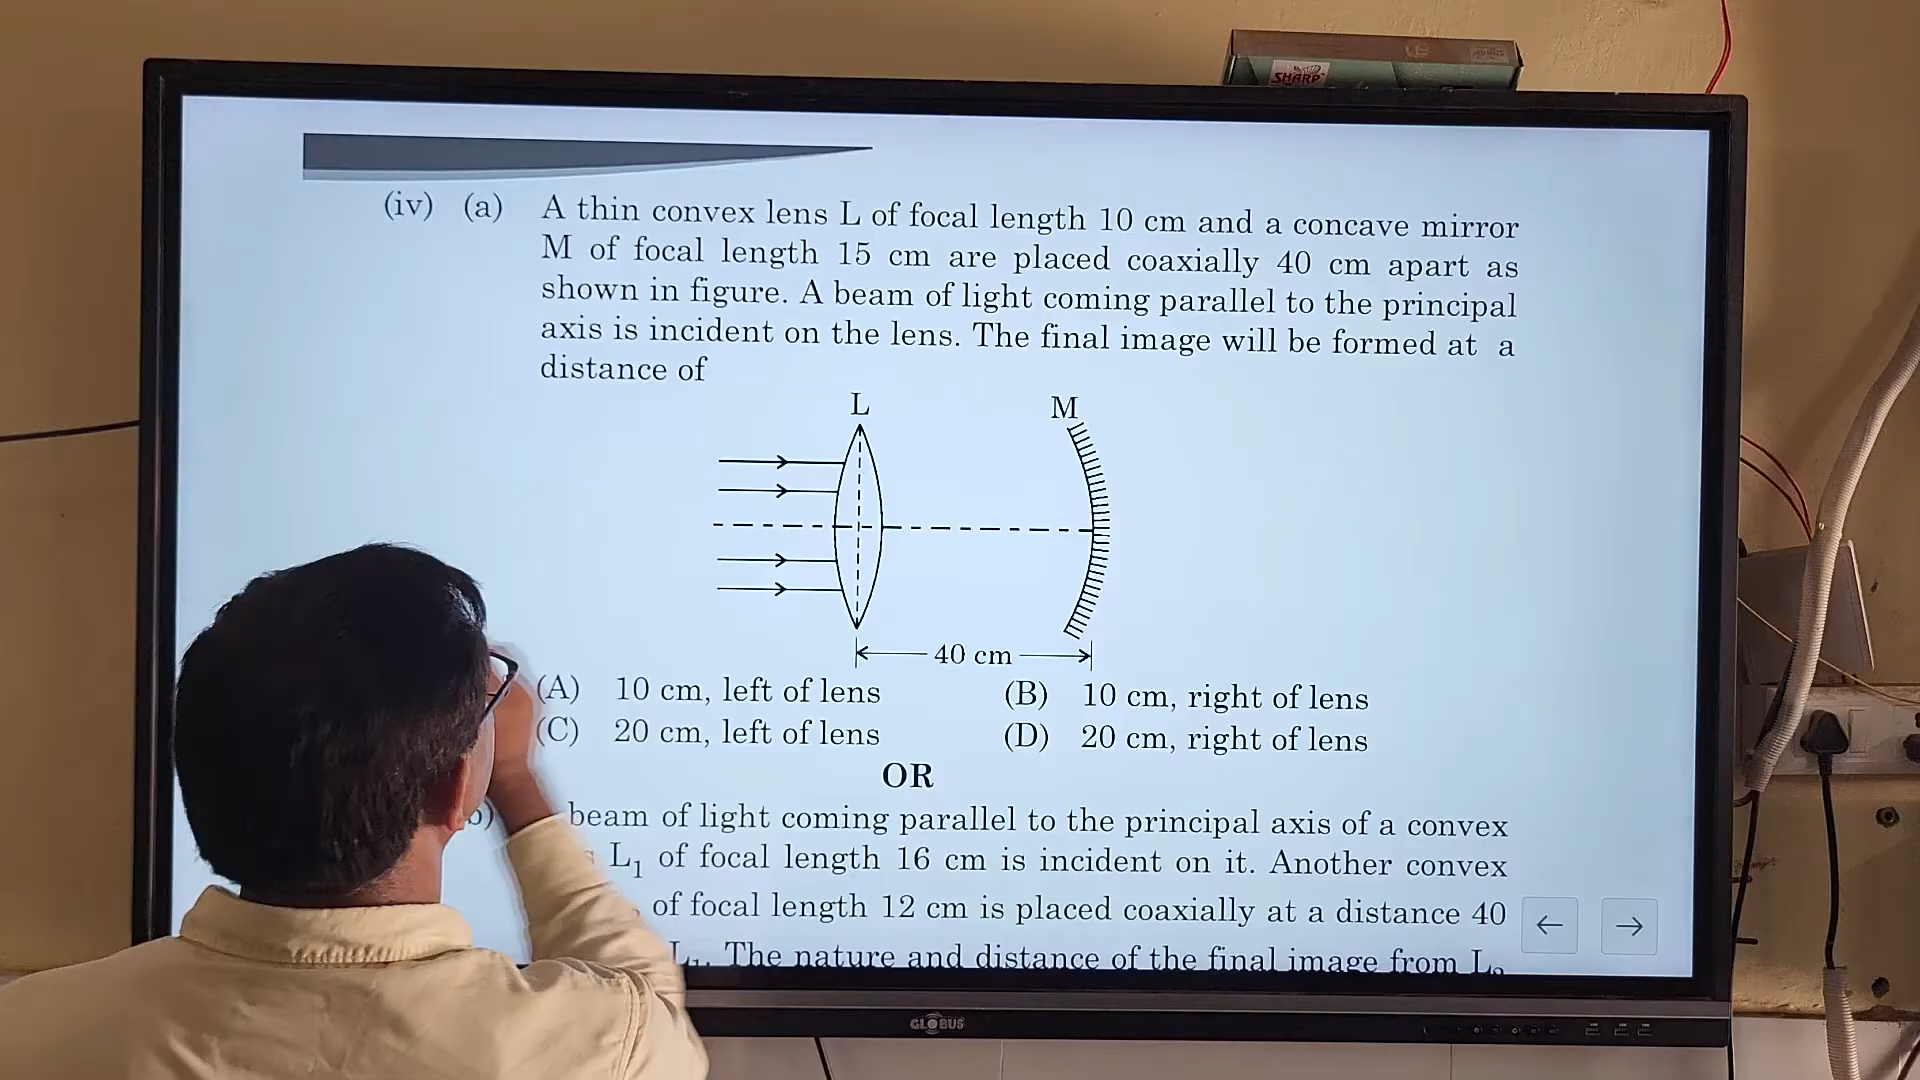 SHARP
(iv) (a) A thin convex lens L of focal length 10 cm and a concave mirror
M of focal length 15 cm are placed coaxially 40 cm apart as
shown in figure. A beam of light coming parallel to the principal
axis is incident on the lens. The final image will be formed at a
distance of
L M
40 cm
(A) 10 cm, left of lens (B) 10 cm, right of lens
(C) 20 cm, left of lens (D) 20 cm, right of lens
OR
beam of light coming parallel to the principal axis of a convex
L₁ of focal length 16 cm is incident on it. Another convex
of focal length 12 cm is placed coaxially at a distance 40
L₁. The nature and distance of the final image from L₂
GLOBUS